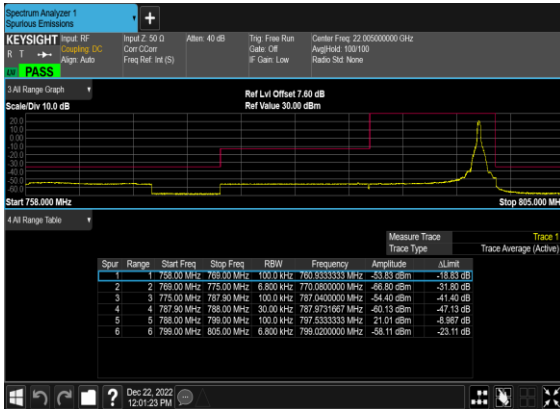 Spectrum Analyzer 1
Spurious Emissions
KEYSIGHT Input: RF Input Z: 50 Ω Atten: 40 dB Trig: Free Run Center Freq: 22.005000000 GHz
R T Coupling: DC Corr CCorr Gate: Off Avg|Hold: 100/100
Align: Auto Freq Ref: Int (S) IF Gain: Low Radio Std: None
LXI PASS
3 All Range Graph
Ref Lvl Offset 7.60 dB
Scale/Div 10.0 dB Ref Value 30.00 dBm
20.0
10.0
0.00
-10.0
-20.0
-30.0
-40.0
-50.0
-60.0
Start 758.000 MHz Stop 805.000 MH
4 All Range Table
Measure Trace Trace 1
Trace Type Trace Average (Active)
Spur Range Start Freq Stop Freq RBW Frequency Amplitude ΔLimit
1 1 758.00 MHz 769.00 MHz 100.0 kHz 760.9333333 MHz -53.83 dBm -18.83 dB
2 2 769.00 MHz 775.00 MHz 6.800 kHz 770.0800000 MHz -66.80 dBm -31.80 dB
3 3 775.00 MHz 787.90 MHz 100.0 kHz 787.0400000 MHz -54.40 dBm -41.40 dB
4 4 787.90 MHz 788.00 MHz 30.00 kHz 787.9731667 MHz -60.13 dBm -47.13 dB
5 5 788.00 MHz 799.00 MHz 100.0 kHz 797.5333333 MHz 21.01 dBm -8.987 dB
6 6 799.00 MHz 805.00 MHz 6.800 kHz 799.0200000 MHz -58.11 dBm -23.11 dB
Dec 22, 2022
12:01:23 PM